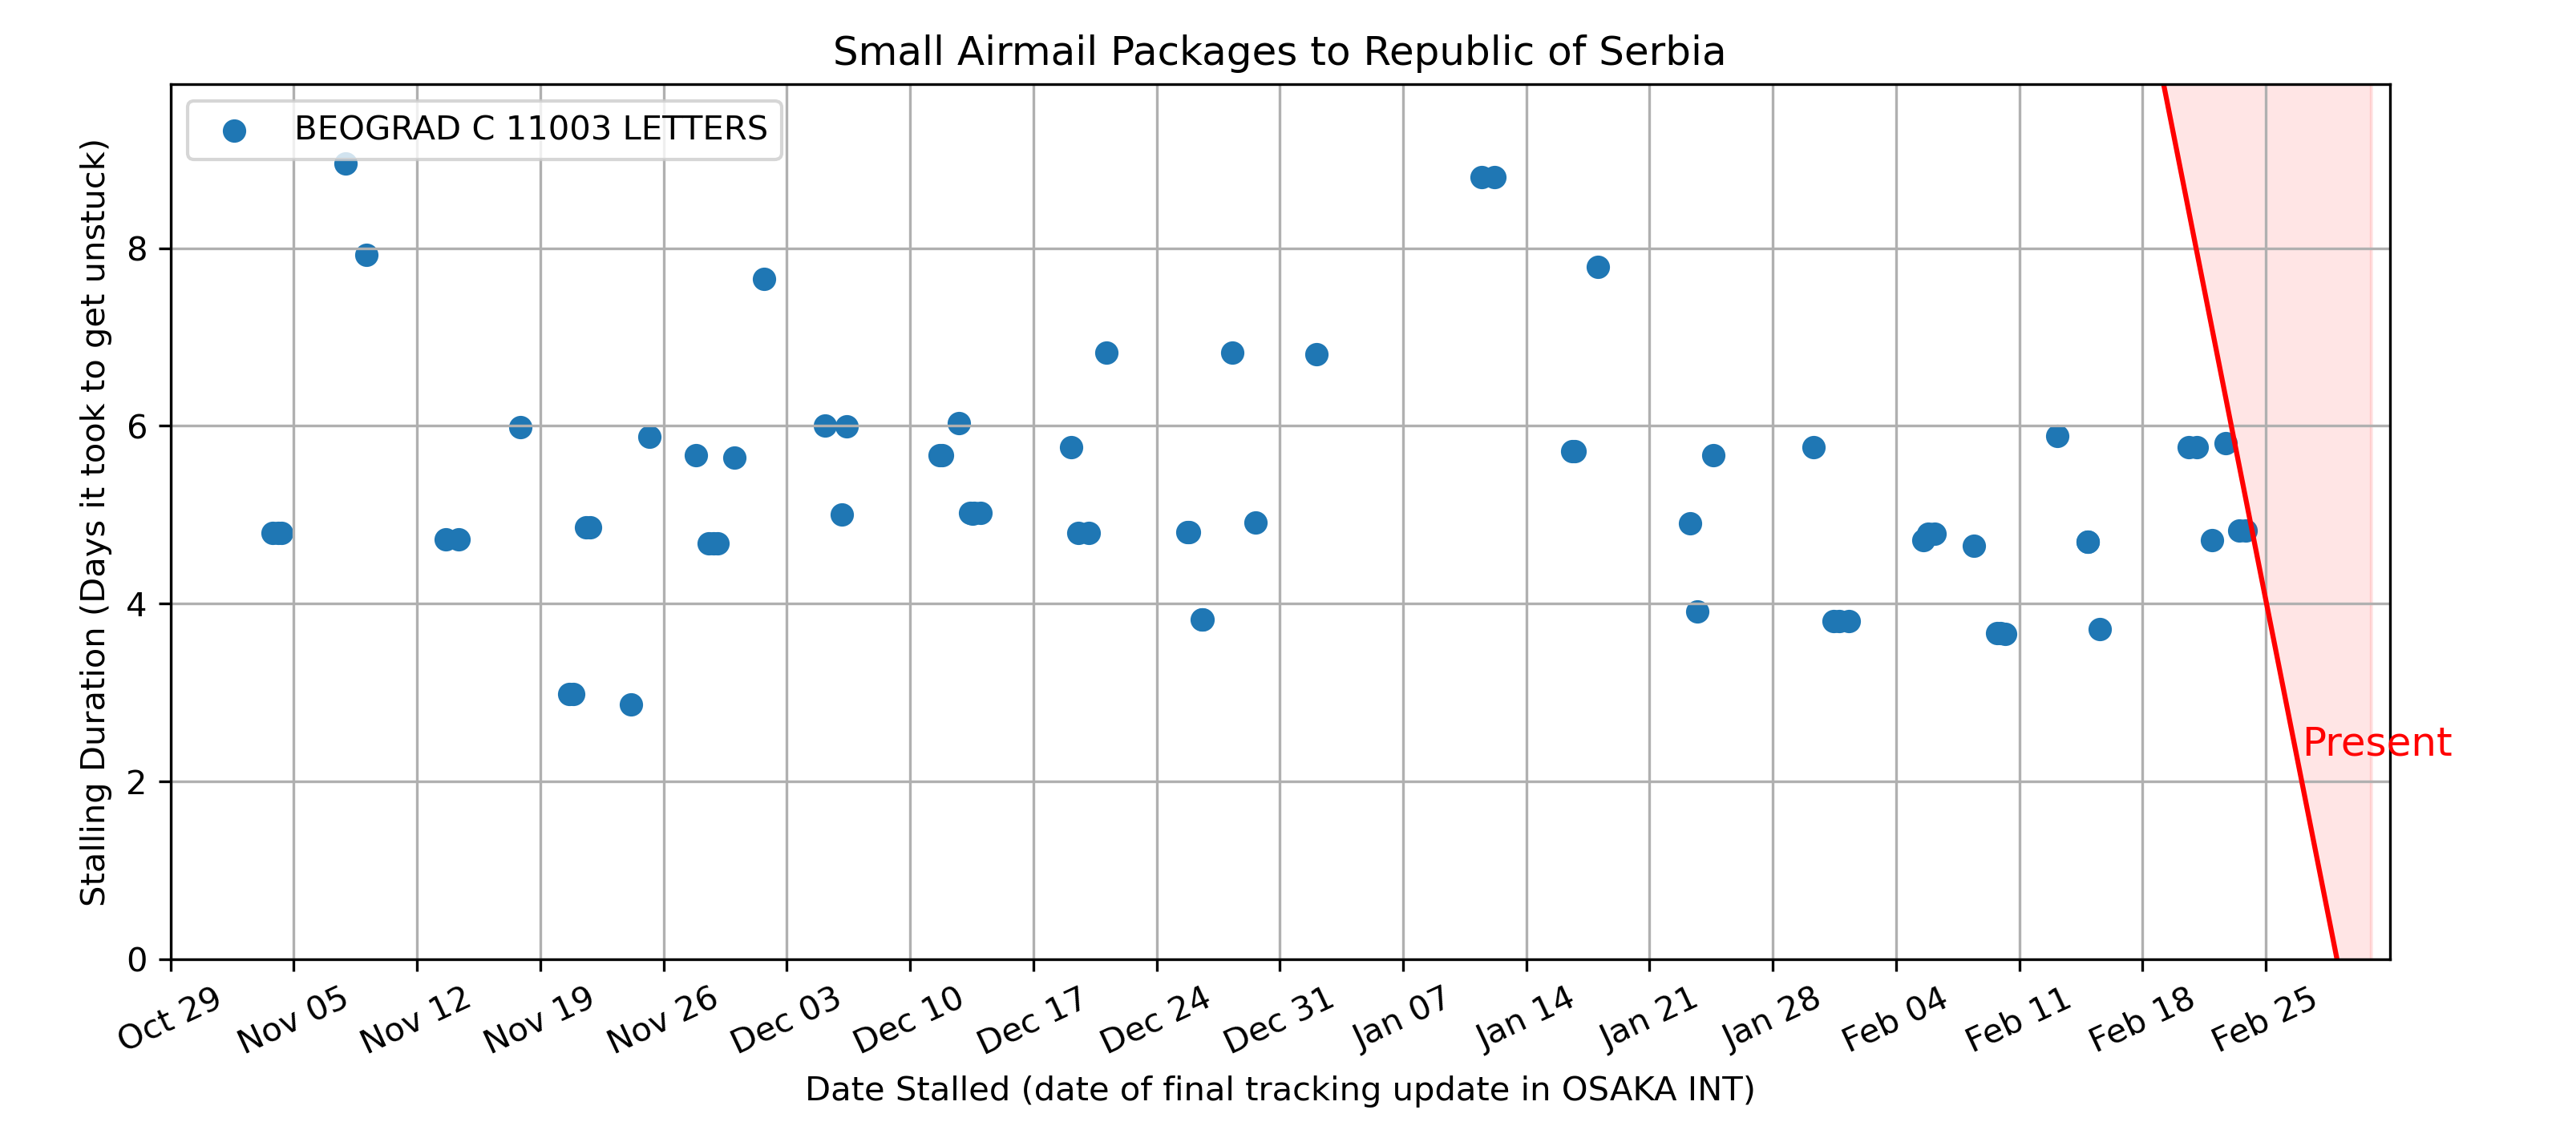 Small Airmail Packages to Republic of Serbia
BEOGRAD C 11003 LETTERS
Stalling Duration (Days it took to get unstuck)
8
6
4
2
0
Present
Oct 29 Nov 05 Nov 12 Nov 19 Nov 26 Dec 03 Dec 10 Dec 17 Dec 24 Dec 31 Jan 07 Jan 14 Jan 21 Jan 28 Feb 04 Feb 11 Feb 18 Feb 25
Date Stalled (date of final tracking update in OSAKA INT)